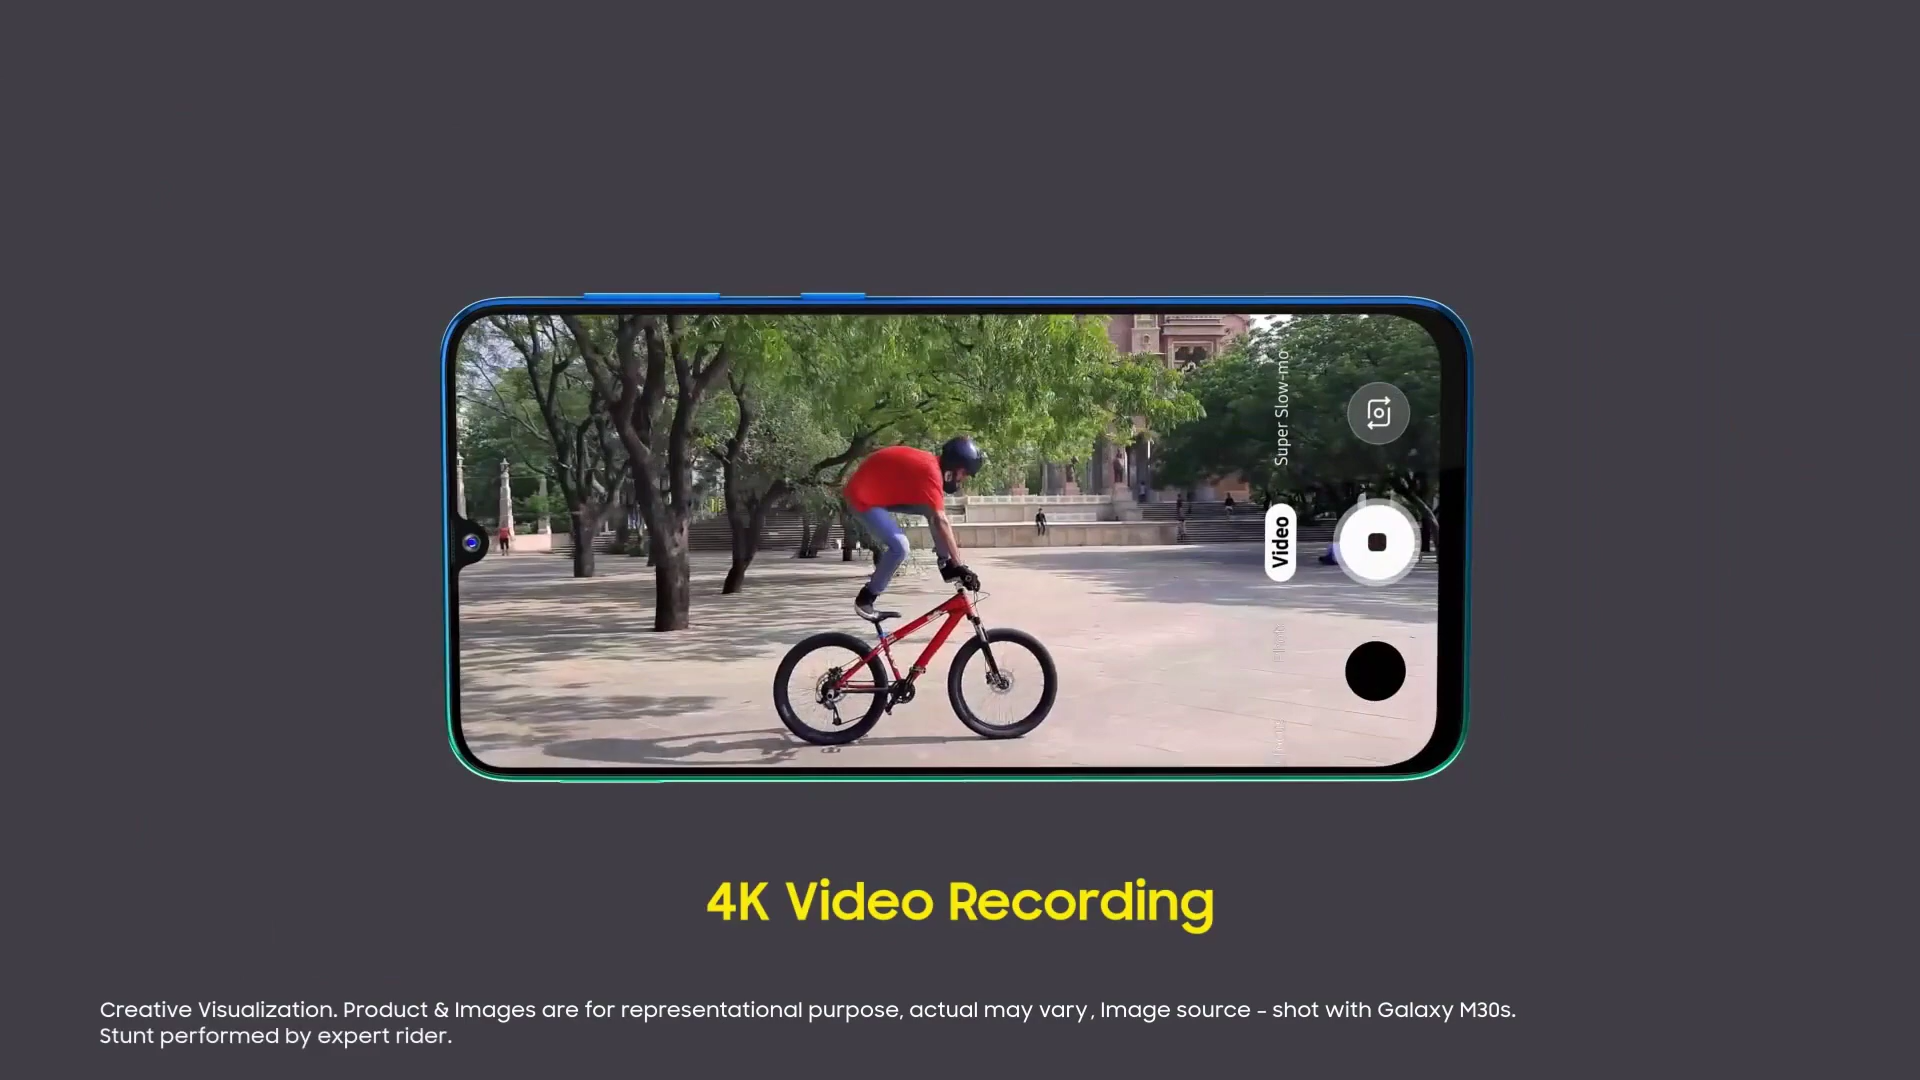 Super Slow-mo
Video
4K Video Recording
Creative Visualization. Product & Images are for representational purpose, actual may vary, Image source - shot with Galaxy M30s.
Stunt performed by expert rider.